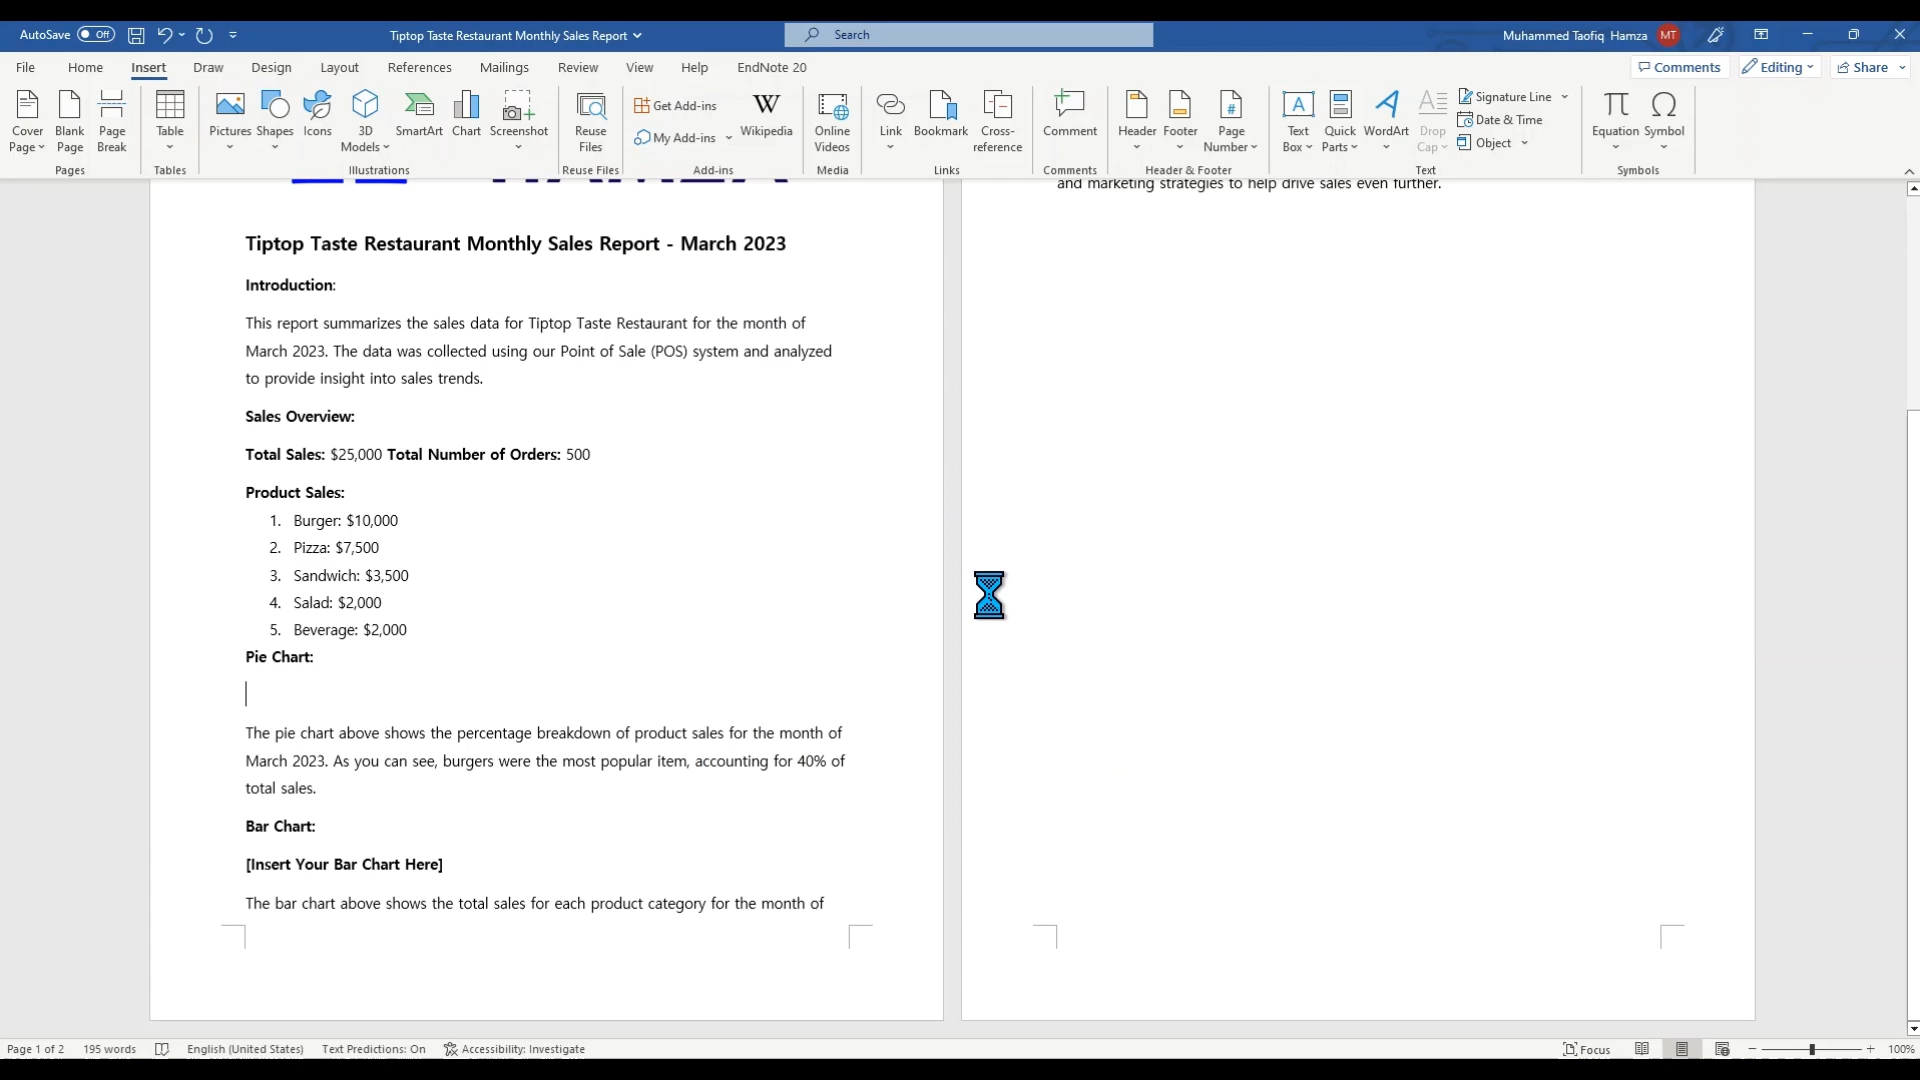 AutoSave Off Tiptop Taste Restaurant Monthly Sales Report Search Muhammed Taofiq Hamza MT
File Home Insert Draw Design Layout References Mailings Review View Help EndNote 20 Comments Editing Share
Cover Page Blank Page Page Break Table Pictures Shapes Icons 3D Models SmartArt Chart Screenshot Reuse Files Get Add-ins My Add-ins Wikipedia Online Videos Link Bookmark Cross-reference Comment Header Footer Page Number Text Box Quick Parts WordArt Drop Cap Signature Line Date & Time Object Equation Symbol
Pages Tables Illustrations Reuse Files Add-ins Media Links Comments Header & Footer Text Symbols
Tiptop Taste Restaurant Monthly Sales Report - March 2023
Introduction:
This report summarizes the sales data for Tiptop Taste Restaurant for the month of
March 2023. The data was collected using our Point of Sale (POS) system and analyzed
to provide insight into sales trends.
Sales Overview:
Total Sales: $25,000 Total Number of Orders: 500
Product Sales:
1. Burger: $10,000
2. Pizza: $7,500
3. Sandwich: $3,500
4. Salad: $2,000
5. Beverage: $2,000
Pie Chart:
The pie chart above shows the percentage breakdown of product sales for the month of
March 2023. As you can see, burgers were the most popular item, accounting for 40% of
total sales.
Bar Chart:
[Insert Your Bar Chart Here]
The bar chart above shows the total sales for each product category for the month of
and marketing strategies to help drive sales even further.
Page 1 of 2 195 words English (United States) Text Predictions: On Accessibility: Investigate Focus 100%